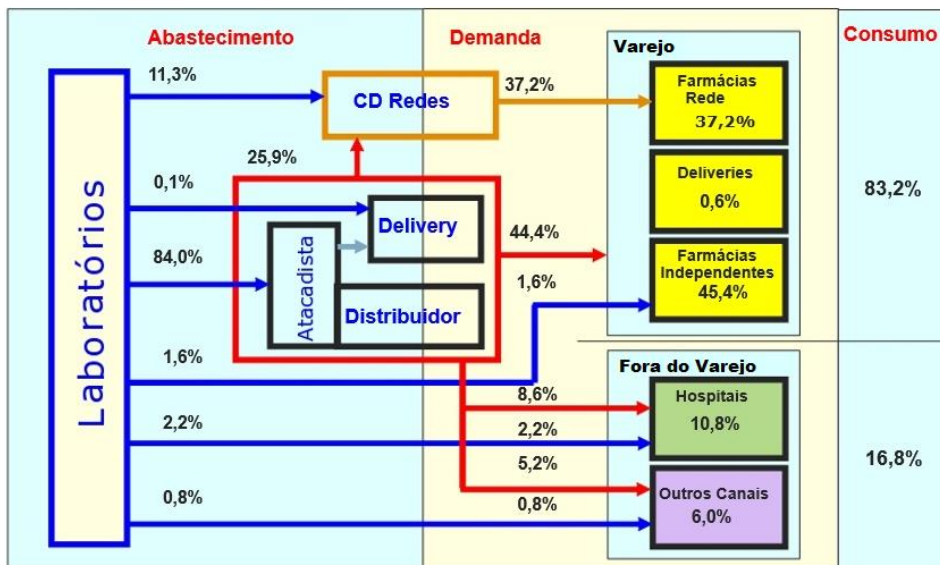 Abastecimento
Demanda
Consumo
Laboratórios
11,3%
CD Redes
37,2%
Varejo
Farmácias
Rede
37,2%
25,9%
0,1%
Delivery
Deliveries
0,6%
83,2%
84,0%
Atacadista
Distribuidor
44,4%
1,6%
Farmácias
Independentes
45,4%
1,6%
Fora do Varejo
8,6%
Hospitais
10,8%
2,2%
2,2%
5,2%
16,8%
0,8%
0,8%
Outros Canais
6,0%